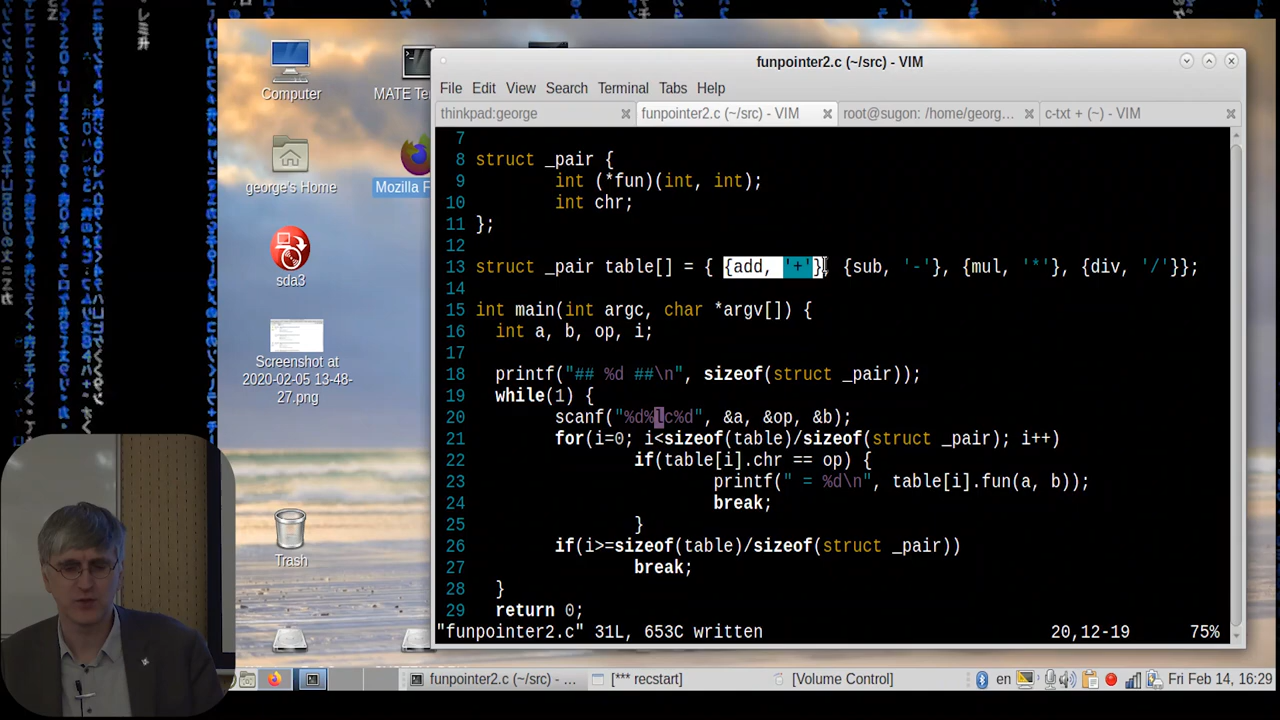 Computer
MATE Te
george's Home
Mozilla F
sda3
Screenshot at
2020-02-05 13-48-
27.png
Trash
funpointer2.c (~/src) - VIM
File Edit View Search Terminal Tabs Help
thinkpad:george
funpointer2.c (~/src) - VIM
root@sugon: /home/georg...
c-txt + (~) - VIM
7
8 struct _pair {
9 int (*fun)(int, int);
10 int chr;
11 };
12
13 struct _pair table[] = { {add, '+'}, {sub, '-'}, {mul, '*'}, {div, '/'}};
14
15 int main(int argc, char *argv[]) {
16 int a, b, op, i;
17
18 printf("## %d ##\n", sizeof(struct _pair));
19 while(1) {
20 scanf("%d%lc%d", &a, &op, &b);
21 for(i=0; i<sizeof(table)/sizeof(struct _pair); i++)
22 if(table[i].chr == op) {
23 printf(" = %d\n", table[i].fun(a, b));
24 break;
25 }
26 if(i>=sizeof(table)/sizeof(struct _pair))
27 break;
28 }
29 return 0;
"funpointer2.c" 31L, 653C written 20,12-19 75%
funpointer2.c (~/src) - ...
[*** recstart]
[Volume Control]
en
Fri Feb 14, 16:29